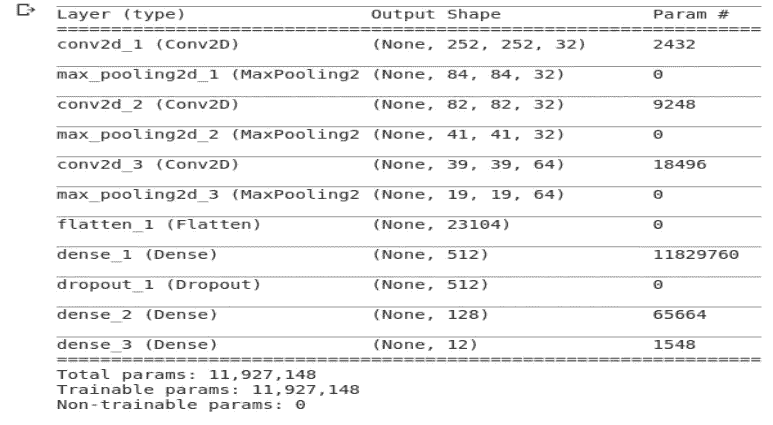 Layer (type) Output Shape Param #
=================================================================
conv2d_1 (Conv2D) (None, 252, 252, 32) 2432
max_pooling2d_1 (MaxPooling2 (None, 84, 84, 32) 0
conv2d_2 (Conv2D) (None, 82, 82, 32) 9248
max_pooling2d_2 (MaxPooling2 (None, 41, 41, 32) 0
conv2d_3 (Conv2D) (None, 39, 39, 64) 18496
max_pooling2d_3 (MaxPooling2 (None, 19, 19, 64) 0
flatten_1 (Flatten) (None, 23104) 0
dense_1 (Dense) (None, 512) 11829760
dropout_1 (Dropout) (None, 512) 0
dense_2 (Dense) (None, 128) 65664
dense_3 (Dense) (None, 12) 1548
=================================================================
Total params: 11,927,148
Trainable params: 11,927,148
Non-trainable params: 0